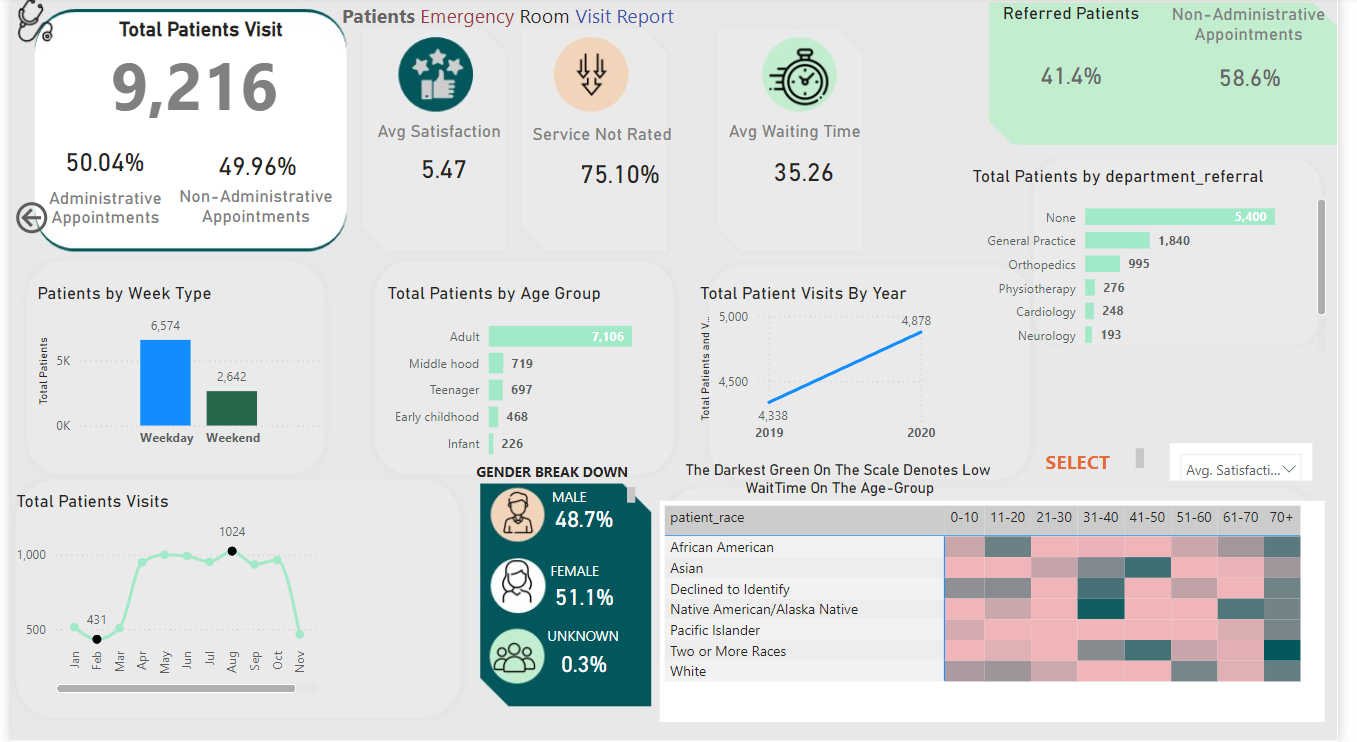 Patients Emergency Room Visit Report
Total Patients Visit
9,216
50.04%
Administrative
Appointments
49.96%
Non-Administrative
Appointments
Avg Satisfaction
5.47
Service Not Rated
75.10%
Avg Waiting Time
35.26
Referred Patients
41.4%
Non-Administrative
Appointments
58.6%
Total Patients by department_referral
None 5,400
General Practice 1,840
Orthopedics 995
Physiotherapy 276
Cardiology 248
Neurology 193
Patients by Week Type
Total Patients
5K
0K
6,574
2,642
Weekday Weekend
Total Patients by Age Group
Adult 7,106
Middle hood 719
Teenager 697
Early childhood 468
Infant 226
Total Patient Visits By Year
Total Patients and V...
5,000
4,500
4,878
4,338
2019 2020
Total Patients Visits
1,000
500
1024
431
Jan Feb Mar Apr May Jun Jul Aug Sep Oct Nov
GENDER BREAK DOWN
MALE
48.7%
FEMALE
51.1%
UNKNOWN
0.3%
SELECT
Avg. Satisfacti...
The Darkest Green On The Scale Denotes Low
WaitTime On The Age-Group
patient_race 0-10 11-20 21-30 31-40 41-50 51-60 61-70 70+
African American
Asian
Declined to Identify
Native American/Alaska Native
Pacific Islander
Two or More Races
White